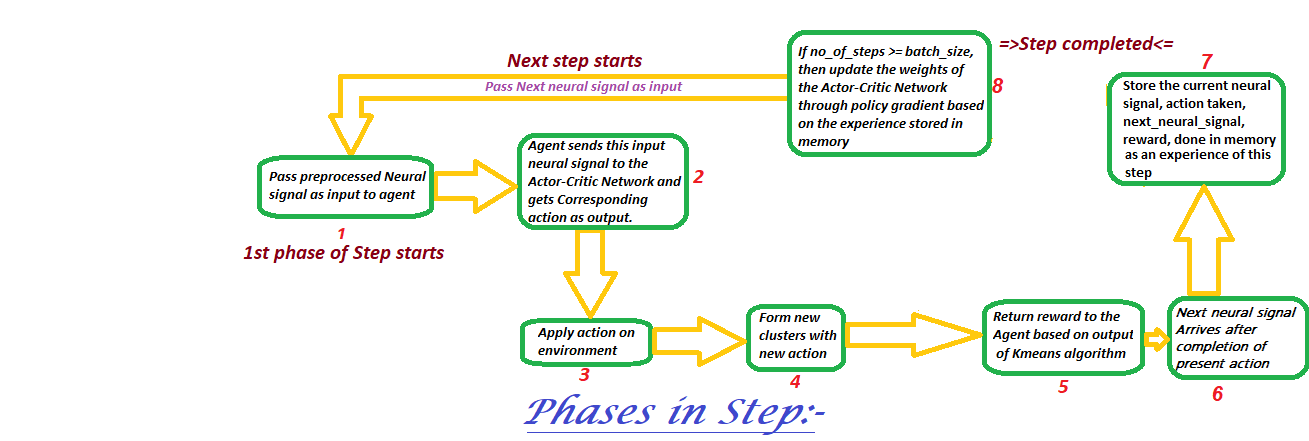 Next step starts
Pass Next neural signal as input
Pass preprocessed Neural
signal as input to agent
1
1st phase of Step starts
Agent sends this input
neural signal to the
Actor-Critic Network and
gets Corresponding
action as output.
2
Apply action on
environment
3
Form new
clusters with
new action
4
Return reward to the
Agent based on output
of Kmeans algorithm
5
Next neural signal
Arrives after
completion of
present action
6
7
Store the current neural
signal, action taken,
next_neural_signal,
reward, done in memory
as an experience of this
step
=>Step completed<=
If no_of_steps >= batch_size,
then update the weights of
the Actor-Critic Network
through policy gradient based
on the experience stored in
memory
8
Phases in Step:-